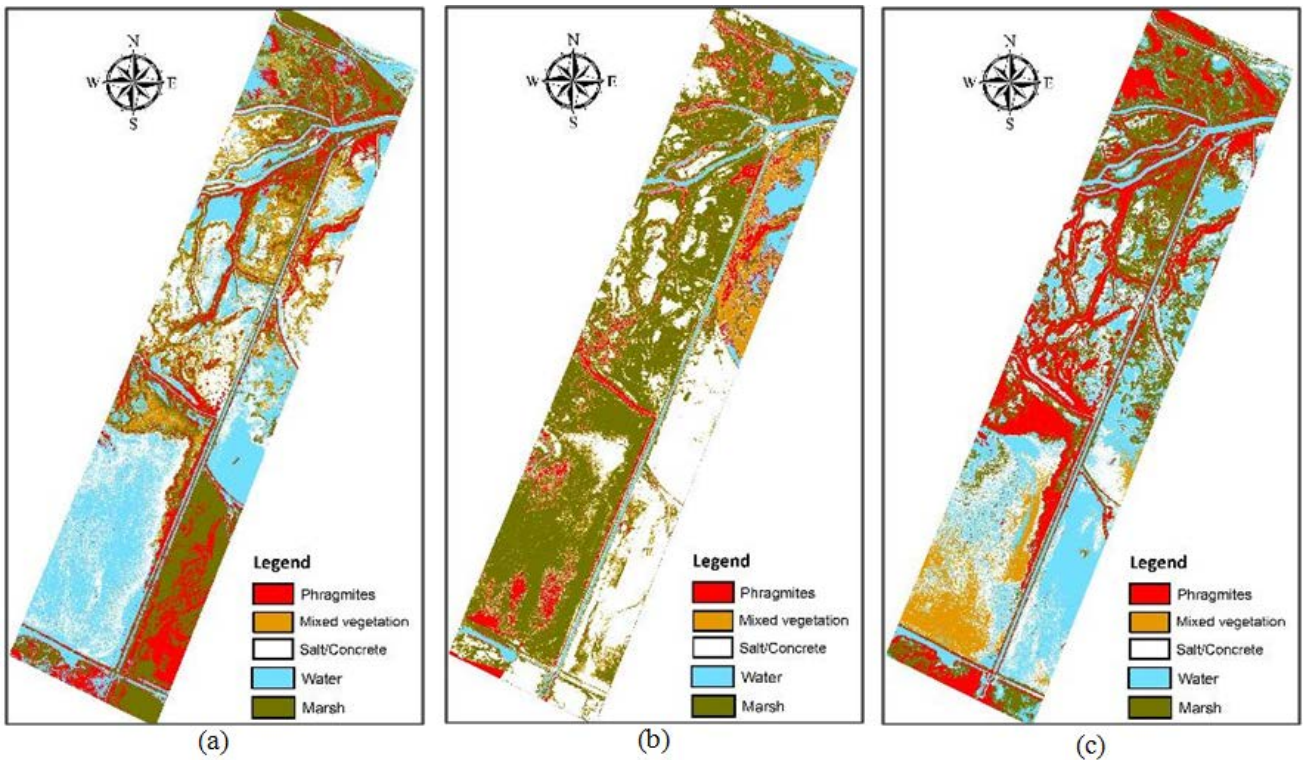 N
W E
S
Legend
Phragmites
Mixed vegetation
Salt/Concrete
Water
Marsh
(a)
N
W E
S
Legend
Phragmites
Mixed vegetation
Salt/Concrete
Water
Marsh
(b)
N
W E
S
Legend
Phragmites
Mixed vegetation
Salt/Concrete
Water
Marsh
(c)